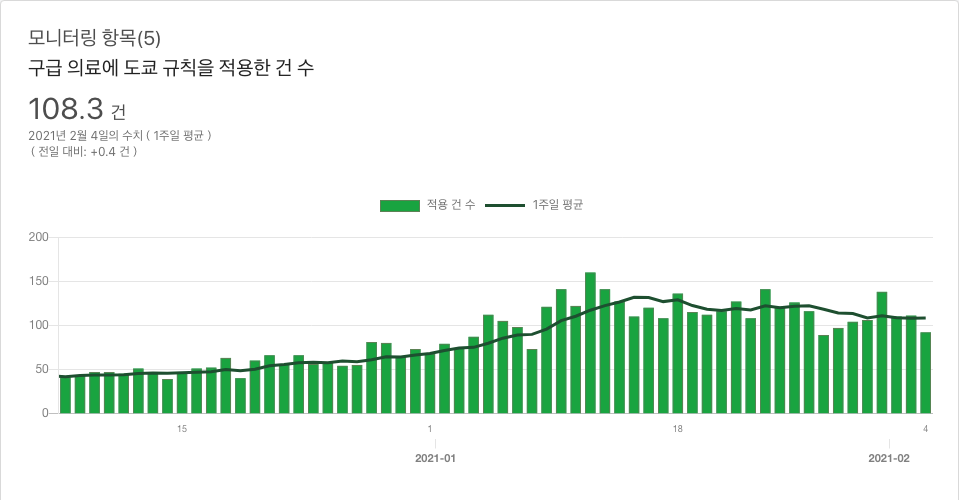 모니터링 항목(5)
구급 의료에 도쿄 규칙을 적용한 건 수
108.3 건
2021년 2월 4일의 수치 ( 1주일 평균 )
( 전일 대비: +0.4 건 )
적용 건 수 1주일 평균
200
150
100
50
0
15 1 18 4
2021-01 2021-02